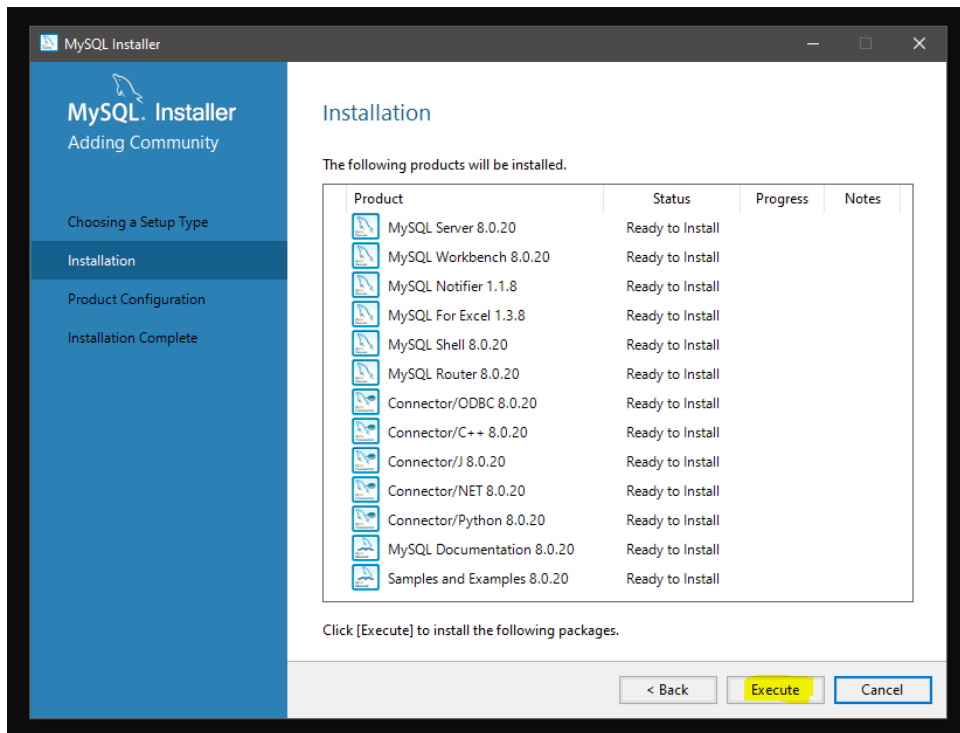 MySQL Installer
MySQL. Installer
Adding Community
Choosing a Setup Type
Installation
Product Configuration
Installation Complete
Installation
The following products will be installed.
Product Status Progress Notes
MySQL Server 8.0.20 Ready to Install
MySQL Workbench 8.0.20 Ready to Install
MySQL Notifier 1.1.8 Ready to Install
MySQL For Excel 1.3.8 Ready to Install
MySQL Shell 8.0.20 Ready to Install
MySQL Router 8.0.20 Ready to Install
Connector/ODBC 8.0.20 Ready to Install
Connector/C++ 8.0.20 Ready to Install
Connector/J 8.0.20 Ready to Install
Connector/NET 8.0.20 Ready to Install
Connector/Python 8.0.20 Ready to Install
MySQL Documentation 8.0.20 Ready to Install
Samples and Examples 8.0.20 Ready to Install
Click [Execute] to install the following packages.
< Back Execute Cancel